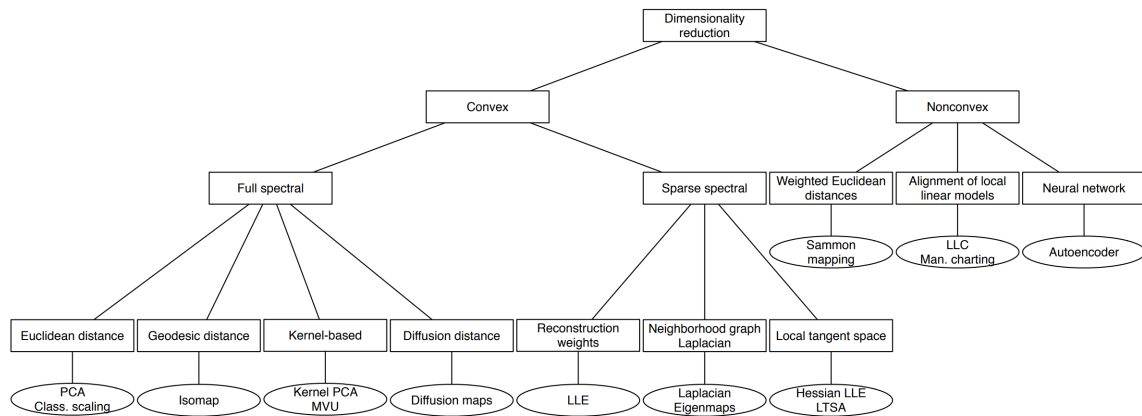 Dimensionality
reduction
Convex
Nonconvex
Full spectral
Sparse spectral
Weighted Euclidean
distances
Alignment of local
linear models
Neural network
Sammon
mapping
LLC
Man. charting
Autoencoder
Euclidean distance
Geodesic distance
Kernel-based
Diffusion distance
Reconstruction
weights
Neighborhood graph
Laplacian
Local tangent space
PCA
Class. scaling
Isomap
Kernel PCA
MVU
Diffusion maps
LLE
Laplacian
Eigenmaps
Hessian LLE
LTSA